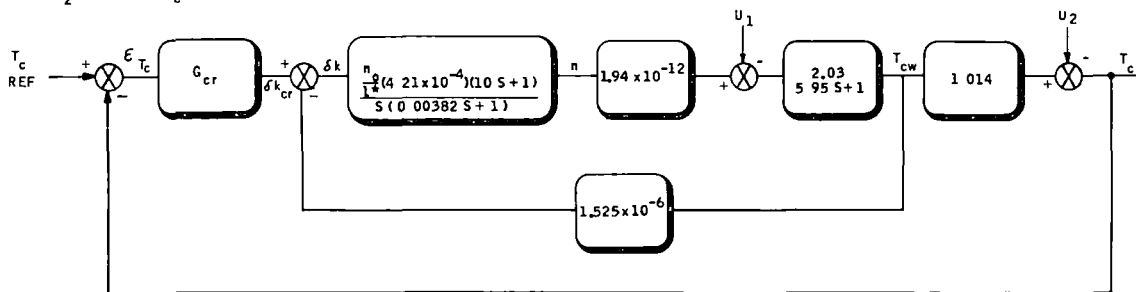 2
U1
U2
Tc
REF
+
−
ε Tc
Gcr
δkcr
+
−
δk
(4 21x10⁻⁴)(10 S+1)
S(0 00382 S+1)
n
1.94 x10⁻¹²
+
-
2.03
5 95 S+1
Tcw
1 014
+
-
Tc
1.525x10⁻⁶